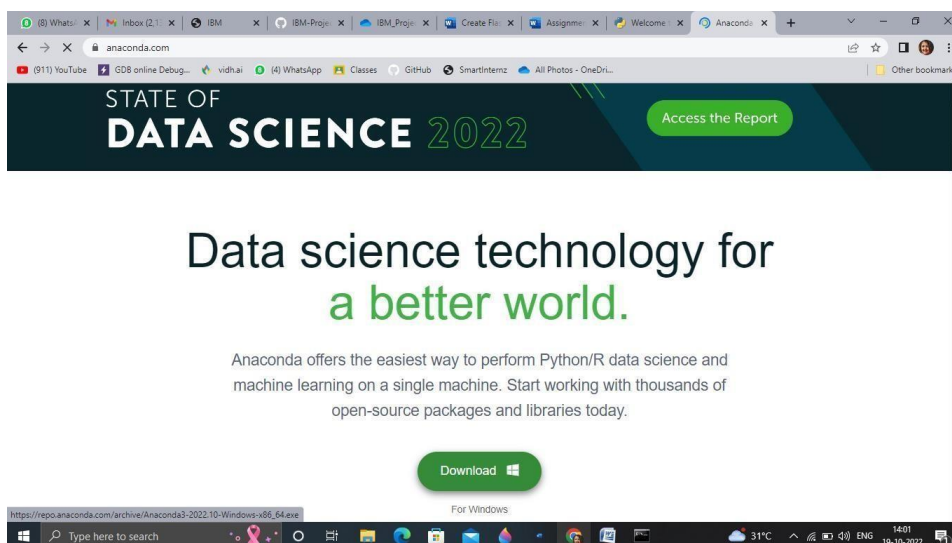 (8) Whats
Inbox (2,1
IBM
IBM-Proje
IBM_Proje
Create Fla
Assignmen
Welcome
Anaconda
anaconda.com
(911) YouTube
GDB online Debug...
vidh.ai
(4) WhatsApp
Classes
GitHub
SmartInternz
All Photos - OneDri...
Other bookmark
STATE OF
DATA SCIENCE 2022
Access the Report
Data science technology for
a better world.
Anaconda offers the easiest way to perform Python/R data science and
machine learning on a single machine. Start working with thousands of
open-source packages and libraries today.
Download
For Windows
https://repo.anaconda.com/archive/Anaconda3-2022.10-Windows-x86_64.exe
Type here to search
31°C
ENG
14:01
19-10-2022